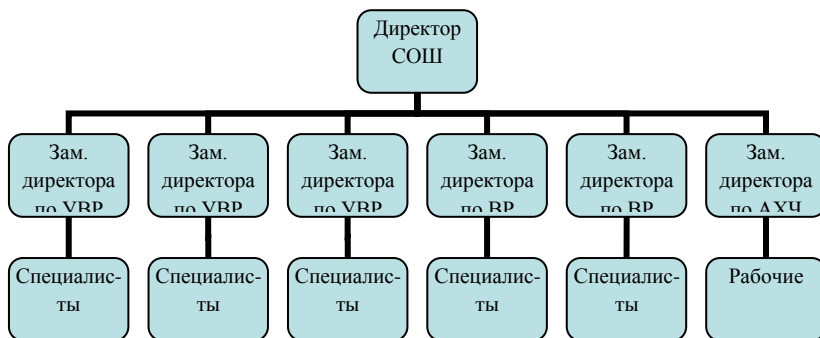 Директор
СОШ
Зам.
директора
по УВР
Зам.
директора
по УВР
Зам.
директора
по УВР
Зам.
директора
по ВР
Зам.
директора
по ВР
Зам.
директора
по АХЧ
Специалис-
ты
Специалис-
ты
Специалис-
ты
Специалис-
ты
Специалис-
ты
Рабочие